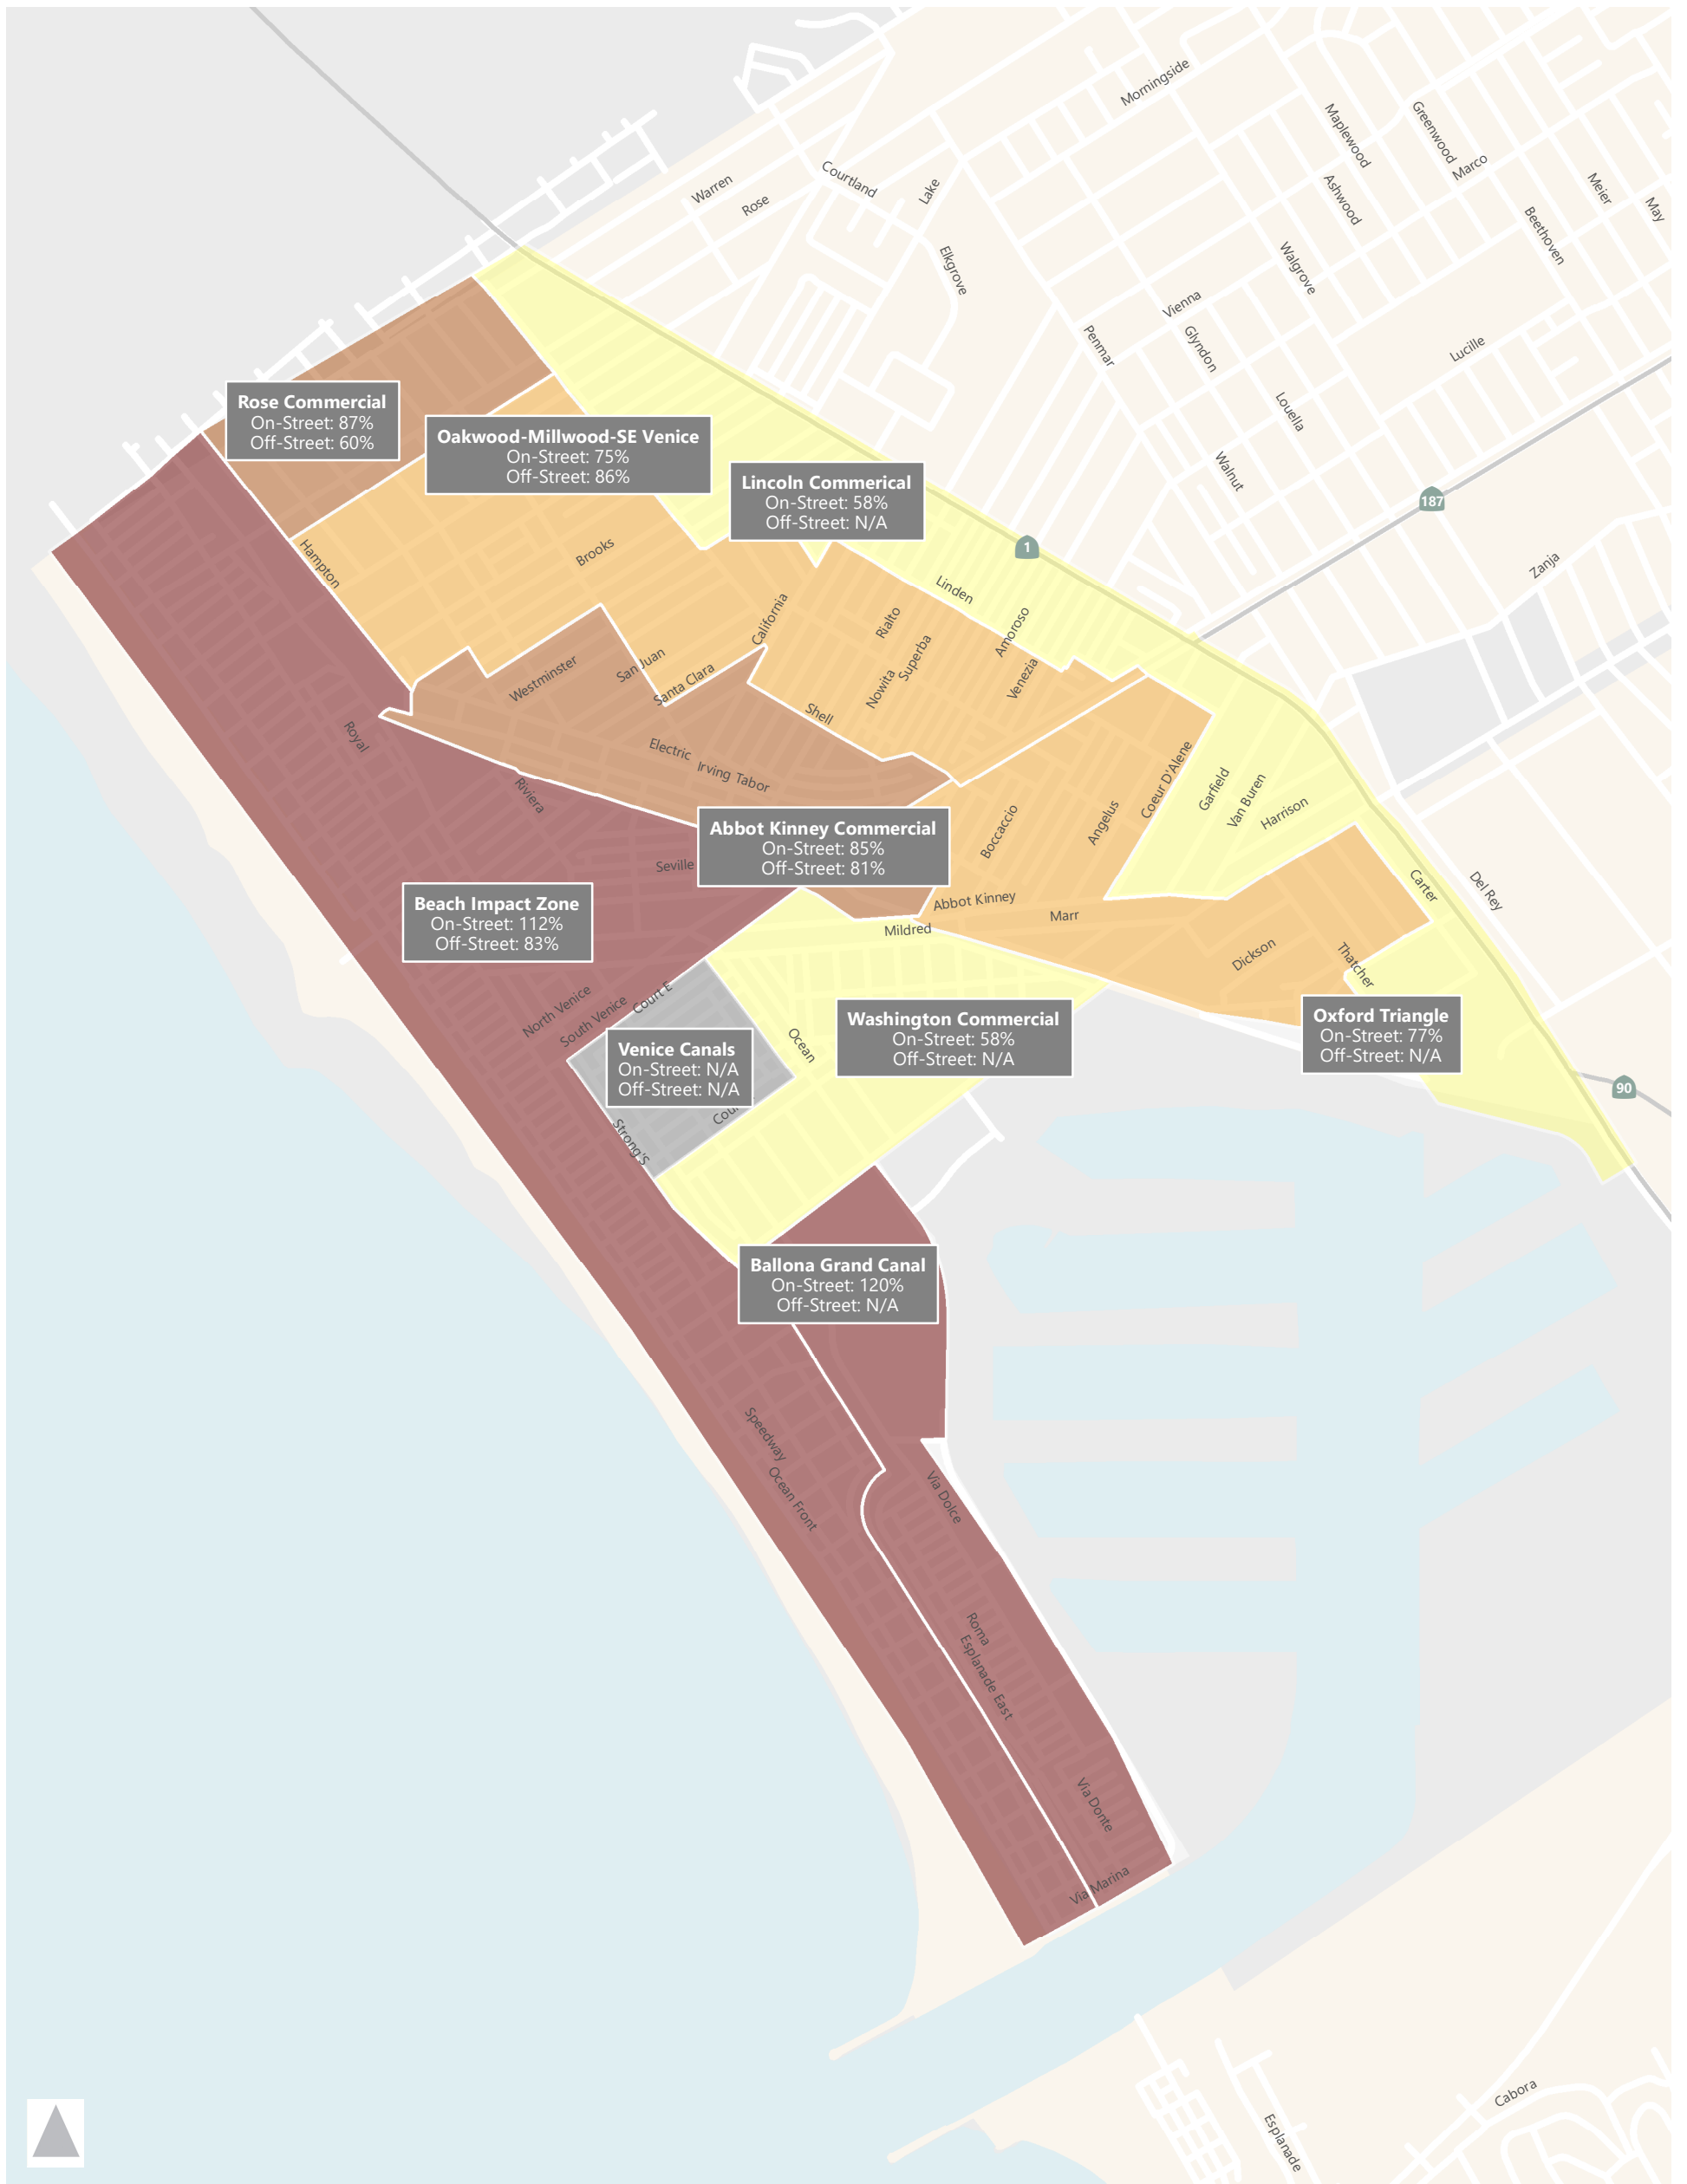 Morningside
Maplewood
Greenwood
Marco
Meier
May
Courtland
Warren
Rose
Lake
Ashwood
Beethoven
Elkgrove
Walgrove
Vienna
Penmar
Glyndon
Lucille
Louella
Walnut
187
Rose Commercial
On-Street: 87%
Off-Street: 60%
Oakwood-Millwood-SE Venice
On-Street: 75%
Off-Street: 86%
Lincoln Commerical
On-Street: 58%
Off-Street: N/A
1
Zanja
Hampton
Brooks
Linden
California
Rialto
Amoroso
Superba
Nowita
Venezia
Westminster
San Juan
Santa Clara
Shell
Royal
Electric
Irving Tabor
Riviera
Coeur D'Alene
Garfield
Van Buren
Harrison
Boccaccio
Angelus
Abbot Kinney Commercial
On-Street: 85%
Off-Street: 81%
Seville
Carter
Del Rey
Beach Impact Zone
On-Street: 112%
Off-Street: 83%
Abbot Kinney
Marr
Mildred
Dickson
Thatcher
North Venice
South Venice
Court E
Ocean
Washington Commercial
On-Street: 58%
Off-Street: N/A
Oxford Triangle
On-Street: 77%
Off-Street: N/A
Venice Canals
On-Street: N/A
Off-Street: N/A
90
Strong'S
Ballona Grand Canal
On-Street: 120%
Off-Street: N/A
Speedway
Ocean Front
Via Dolce
Roma
Esplanade East
Via Donte
Via Marina
Cabora
Esplanade